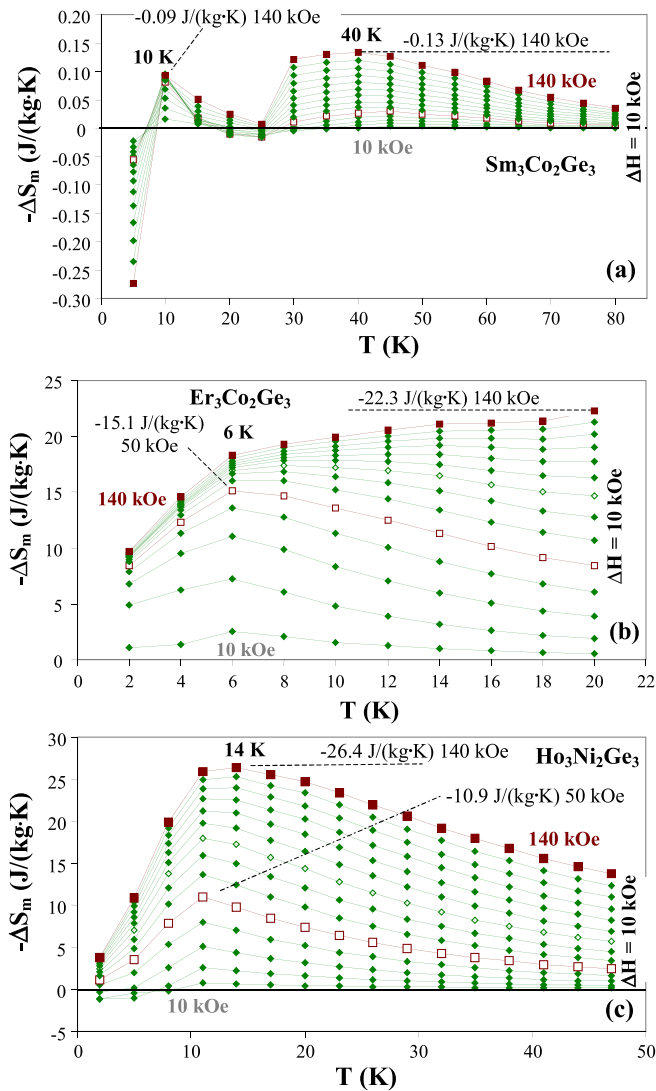 -0.09 J/(kg·K) 140 kOe
(a)
0.20
0.15
0.10
0.05
0
-0.05
-0.10
-0.15
-0.20
-0.25
-0.30
-ΔSm (J/(kg·K)
10 K
40 K
-0.13 J/(kg·K) 140 kOe
140 kOe
10 kOe
Sm3Co2Ge3
ΔH = 10 kOe
0 10 20 30 40 50 60 70 80
T (K)
Er3Co2Ge3
-22.3 J/(kg·K) 140 kOe
-15.1 J/(kg·K)
50 kOe
6 K
140 kOe
10 kOe
ΔH = 10 kOe
(b)
25
20
15
10
5
0
-ΔSm (J/(kg·K)
0 2 4 6 8 10 12 14 16 18 20 22
T (K)
14 K
-26.4 J/(kg·K) 140 kOe
Ho3Ni2Ge3
-10.9 J/(kg·K) 50 kOe
140 kOe
10 kOe
ΔH = 10 kOe
(c)
30
25
20
15
10
5
0
-5
-ΔSm (J/(kg·K)
0 10 20 30 40 50
T (K)